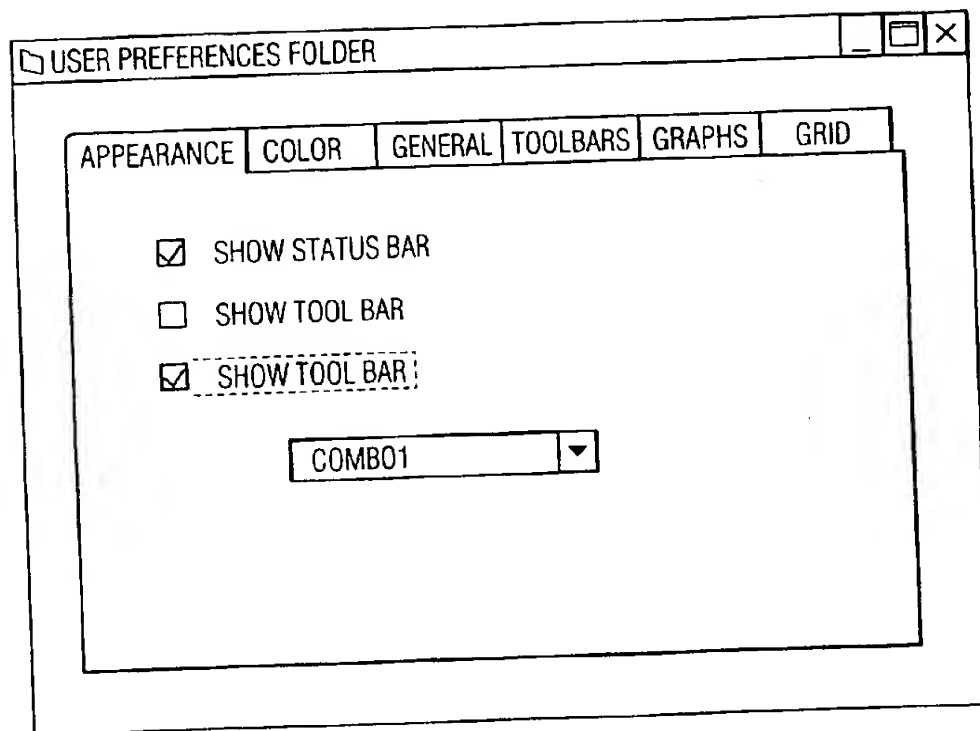 USER PREFERENCES FOLDER
APPEARANCE COLOR GENERAL TOOLBARS GRAPHS GRID
SHOW STATUS BAR
SHOW TOOL BAR
SHOW TOOL BAR
COMBO1